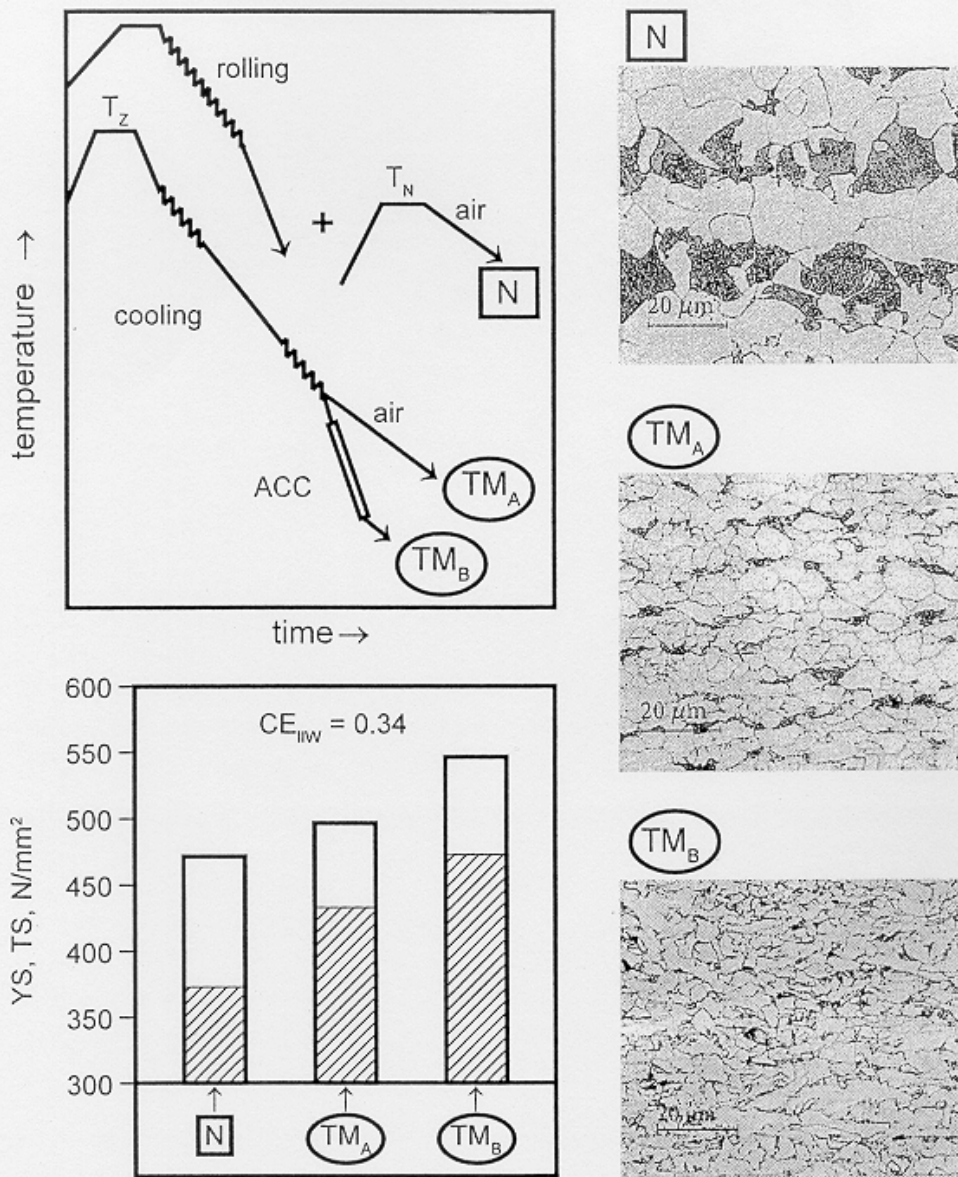 rolling
T_Z
T_N
+
air
N
cooling
air
ACC
TM_A
TM_B
temperature →
time →
600
550
500
450
400
350
300
YS, TS, N/mm²
CE_IIW = 0.34
N
TM_A
TM_B
N
20 μm
TM_A
20 μm
TM_B
20 μm